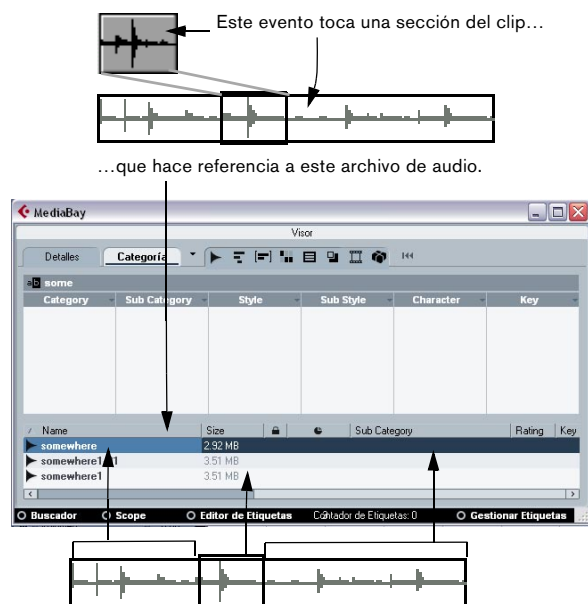 Este evento toca una sección del clip…
…que hace referencia a este archivo de audio.
MediaBay
Visor
Detalles Categoría
ab some
Category Sub Category Style Sub Style Character Key
/ Name Size Sub Category Rating Key
somewhere 2.92 MB
somewhere1 1 3.51 MB
somewhere1 3.51 MB
Buscador Scope Editor de Etiquetas Contador de Etiquetas: 0 Gestionar Etiquetas